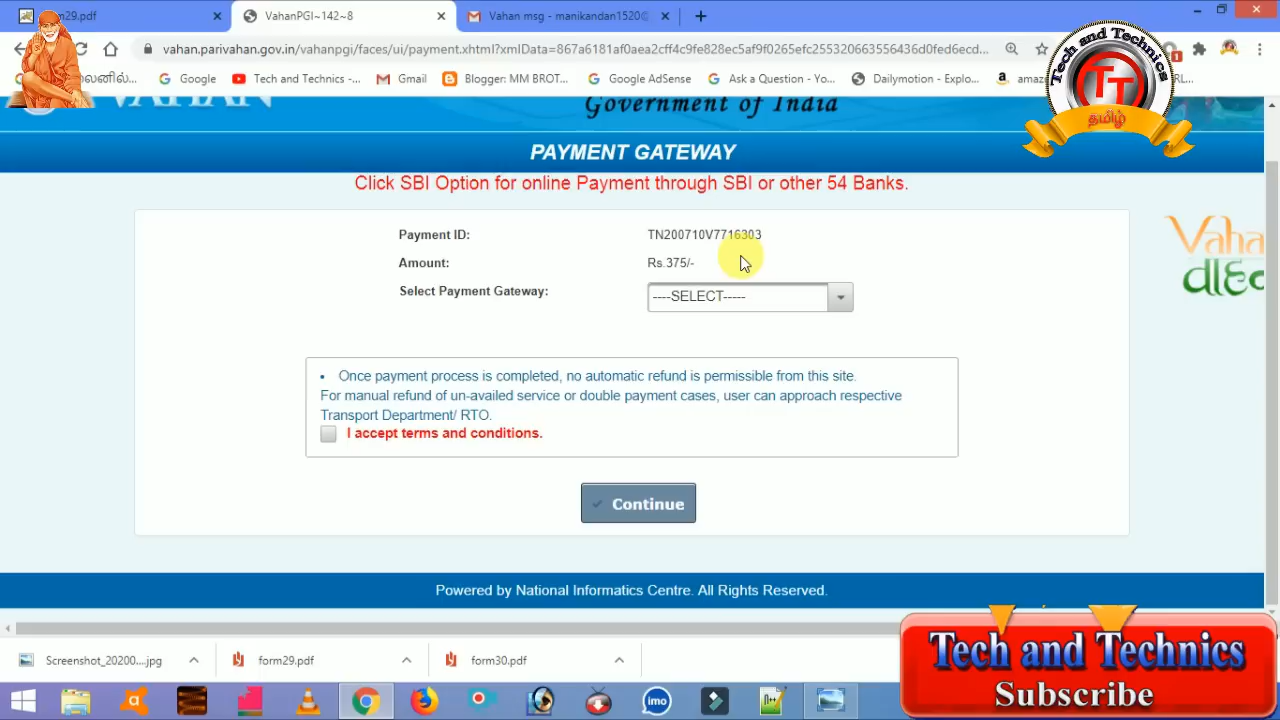 rm29.pdf
VahanPGI~142~8
Vahan msg - manikandan1520@
vahan.parivahan.gov.in/vahanpgi/faces/ui/payment.xhtml?xmlData=867a6181af0aea2cff4c9fe828ec5af9f0265efc255320663556436d0fed6ecd...
Google
Tech and Technics -...
Gmail
Blogger: MM BROT...
Google AdSense
Ask a Question - Yo...
Dailymotion - Explo...
Tech and Technics
TT
தமிழ்
VAHAN
Government of India
PAYMENT GATEWAY
Click SBI Option for online Payment through SBI or other 54 Banks.
Payment ID: TN200710V7716303
Amount: Rs.375/-
Select Payment Gateway: ----SELECT-----
• Once payment process is completed, no automatic refund is permissible from this site.
For manual refund of un-availed service or double payment cases, user can approach respective
Transport Department/ RTO.
I accept terms and conditions.
Continue
Powered by National Informatics Centre. All Rights Reserved.
Screenshot_20200....jpg
form29.pdf
form30.pdf
imo
Tech and Technics
Subscribe